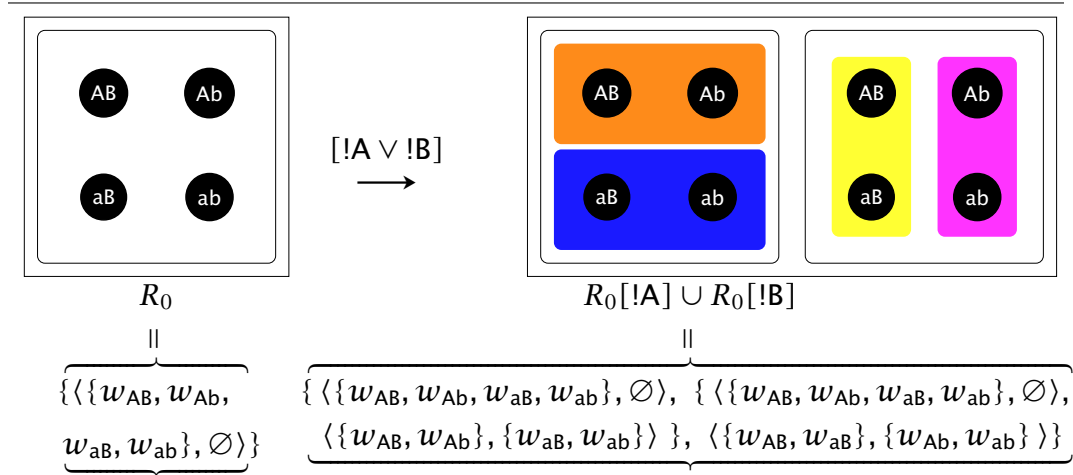 AB Ab AB Ab AB Ab
[!A ∨ !B]
aB ab aB ab aB ab
R₀ R₀[!A] ∪ R₀[!B]
= =
{⟨{w_AB, w_Ab, { ⟨{w_AB, w_Ab, w_aB, w_ab}, ∅⟩, { ⟨{w_AB, w_Ab, w_aB, w_ab}, ∅⟩,
w_aB, w_ab}, ∅⟩} ⟨{w_AB, w_Ab}, {w_aB, w_ab}⟩ }, ⟨{w_AB, w_aB}, {w_Ab, w_ab} ⟩}